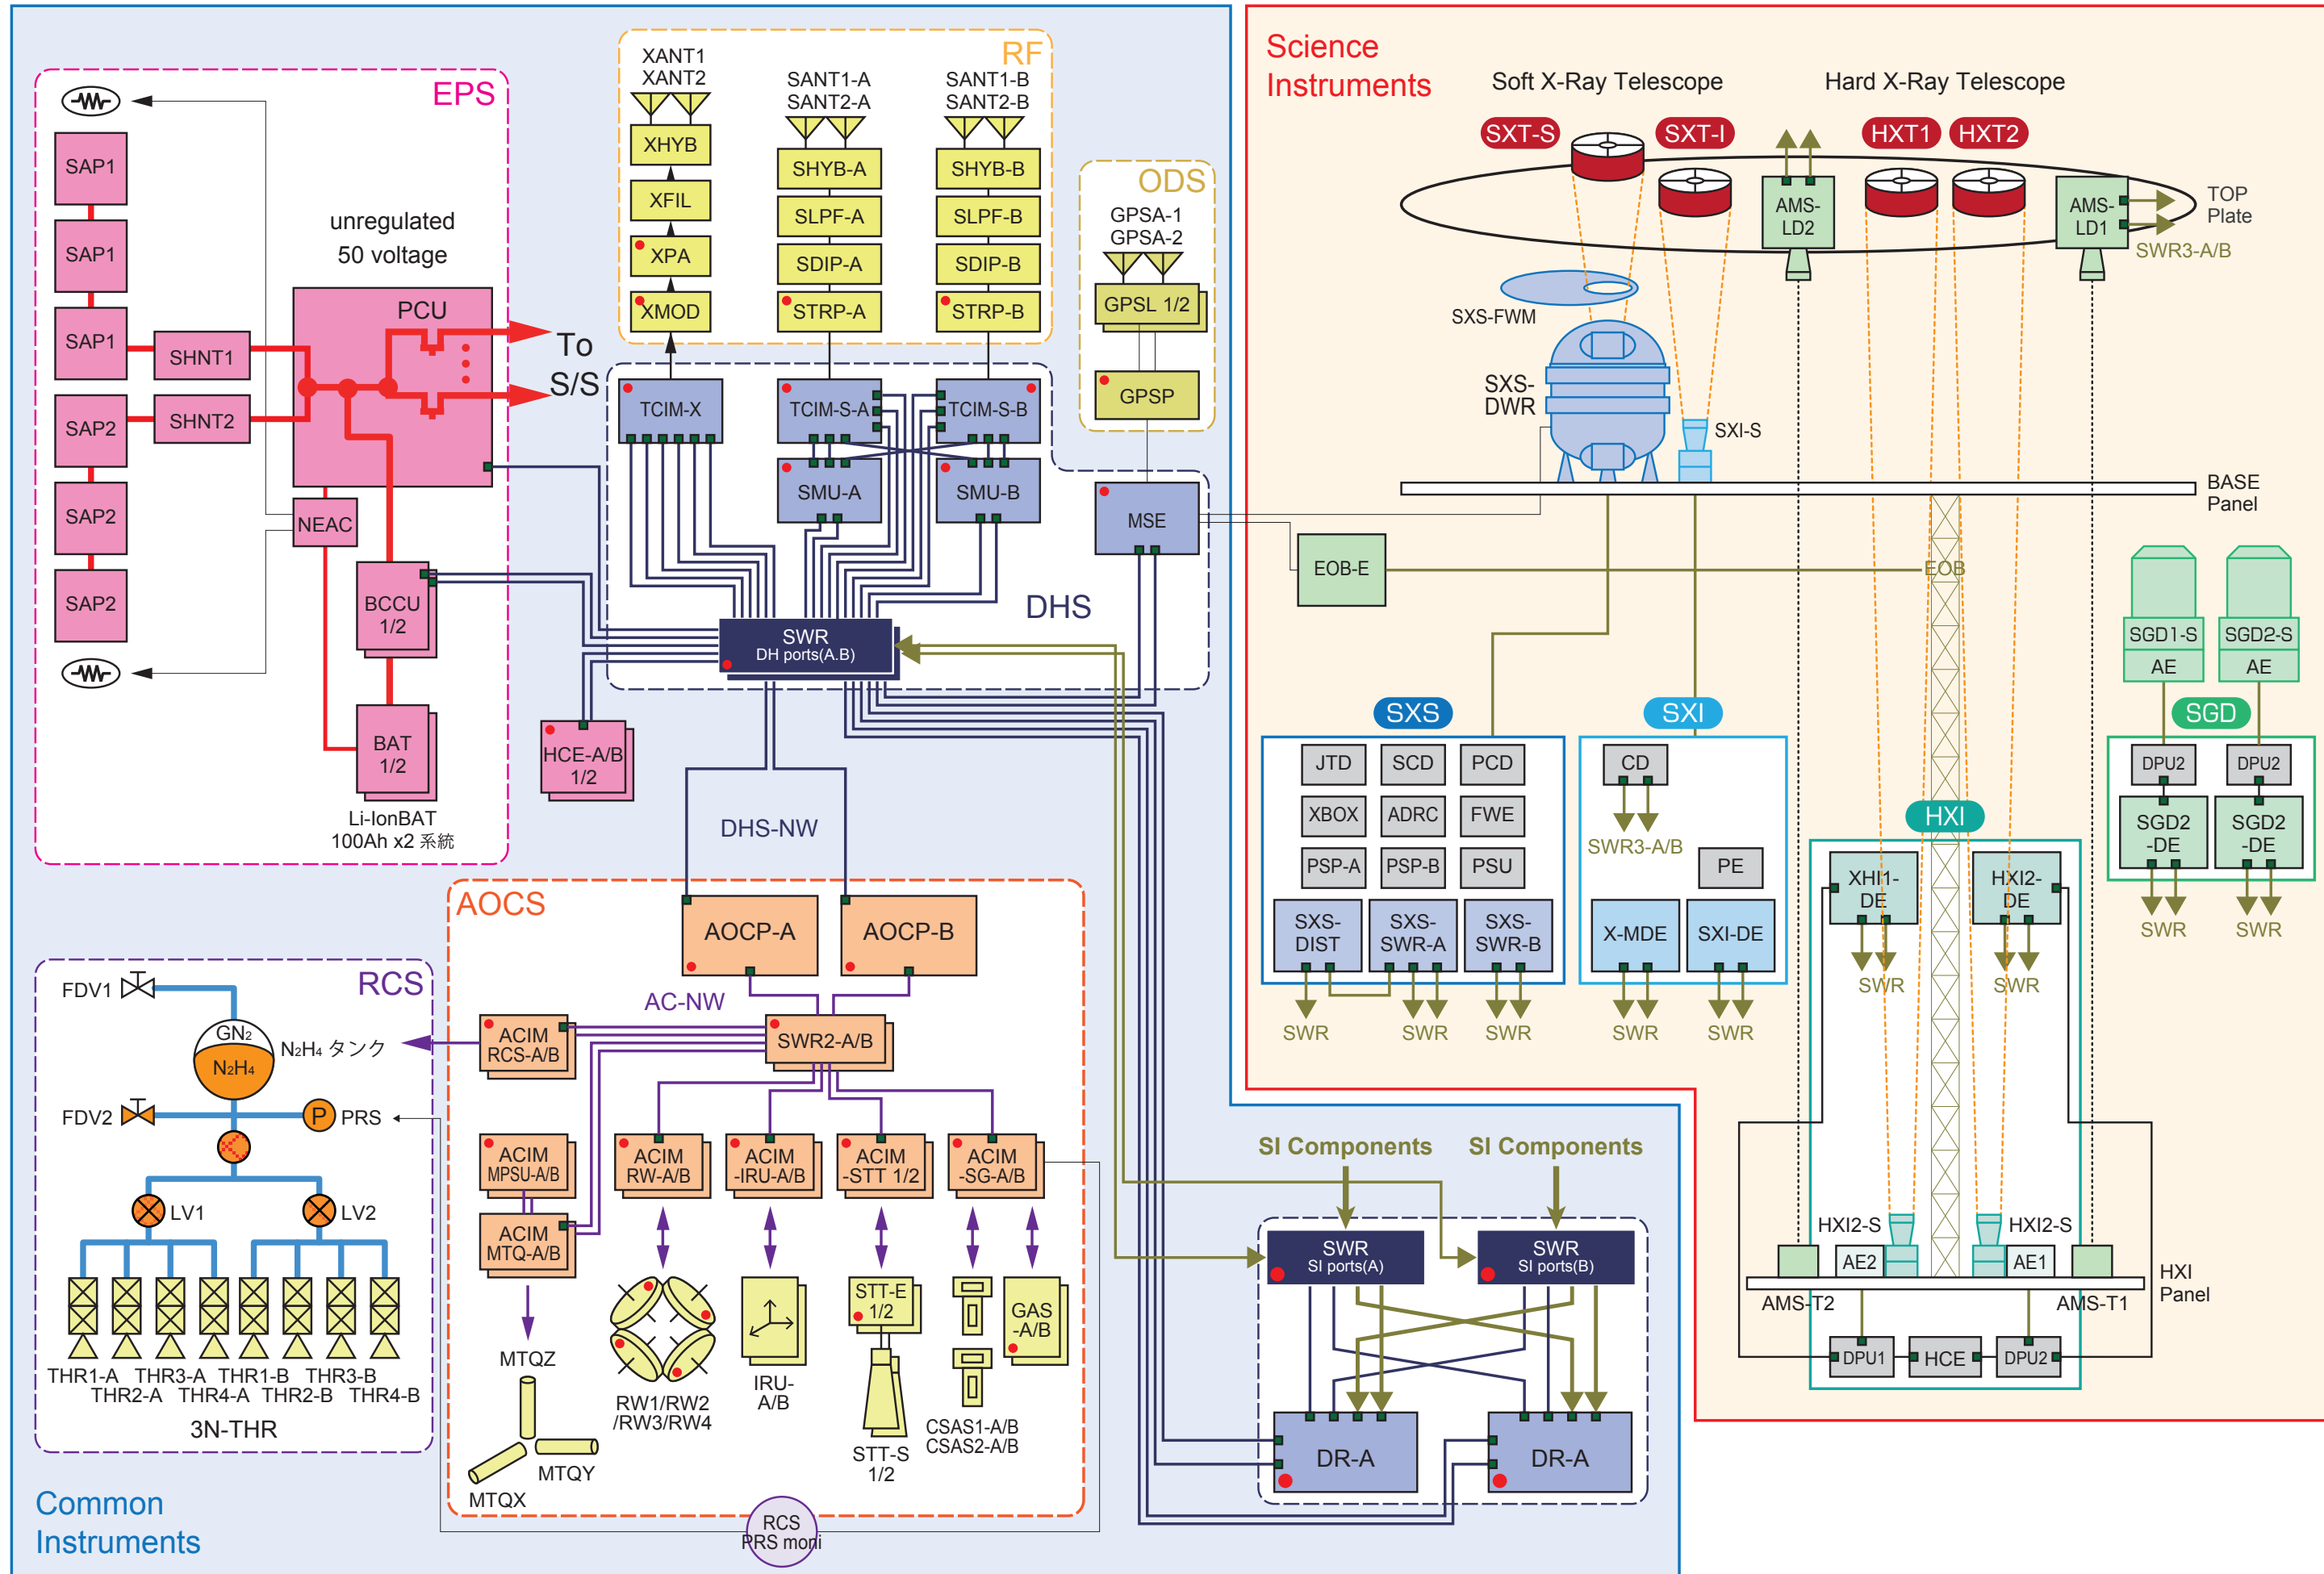 EPS
SAP1
SAP1
SAP1
SAP2
SAP2
SAP2
SHNT1
SHNT2
unregulated
50 voltage
PCU
To
S/S
NEAC
BCCU
1/2
BAT
1/2
Li-IonBAT
100Ah x2 系統
RF
XANT1
XANT2
XHYB
XFIL
XPA
XMOD
SANT1-A
SANT2-A
SHYB-A
SLPF-A
SDIP-A
STRP-A
SANT1-B
SANT2-B
SHYB-B
SLPF-B
SDIP-B
STRP-B
ODS
GPSA-1
GPSA-2
GPSL 1/2
GPSP
TCIM-X
TCIM-S-A
TCIM-S-B
SMU-A
SMU-B
MSE
DHS
SWR
DH ports(A.B)
HCE-A/B
1/2
DHS-NW
AOCS
AOCP-A
AOCP-B
AC-NW
ACIM
RCS-A/B
SWR2-A/B
ACIM
MPSU-A/B
ACIM
MTQ-A/B
ACIM
RW-A/B
ACIM
-IRU-A/B
ACIM
-STT 1/2
ACIM
-SG-A/B
MTQZ
MTQY
MTQX
RW1/RW2
/RW3/RW4
IRU-
A/B
STT-E
1/2
STT-S
1/2
CSAS1-A/B
CSAS2-A/B
GAS
-A/B
RCS
PRS moni
RCS
FDV1
GN2
N2H4
N2H4 タンク
FDV2
P
PRS
LV1
LV2
THR1-A
THR2-A
THR3-A
THR4-A
THR1-B
THR2-B
THR3-B
THR4-B
3N-THR
Common
Instruments
SI Components
SI Components
SWR
SI ports(A)
SWR
SI ports(B)
DR-A
DR-A
Science
Instruments
Soft X-Ray Telescope
Hard X-Ray Telescope
SXT-S
SXT-I
HXT1
HXT2
AMS-
LD2
AMS-
LD1
TOP
Plate
SWR3-A/B
SXS-FWM
SXS-
DWR
SXI-S
BASE
Panel
EOB-E
EOB
SGD1-S
AE
SGD2-S
AE
SXS
JTD
SCD
PCD
XBOX
ADRC
FWE
PSP-A
PSP-B
PSU
SXS-
DIST
SXS-
SWR-A
SXS-
SWR-B
SWR
SWR
SWR
SXI
CD
SWR3-A/B
PE
X-MDE
SXI-DE
SWR
SWR
SGD
DPU2
DPU2
SGD2
-DE
SGD2
-DE
SWR
SWR
HXI
XHI1-
DE
HXI2-
DE
SWR
SWR
HXI2-S
HXI2-S
AE2
AE1
AMS-T2
AMS-T1
HXI
Panel
DPU1
HCE
DPU2